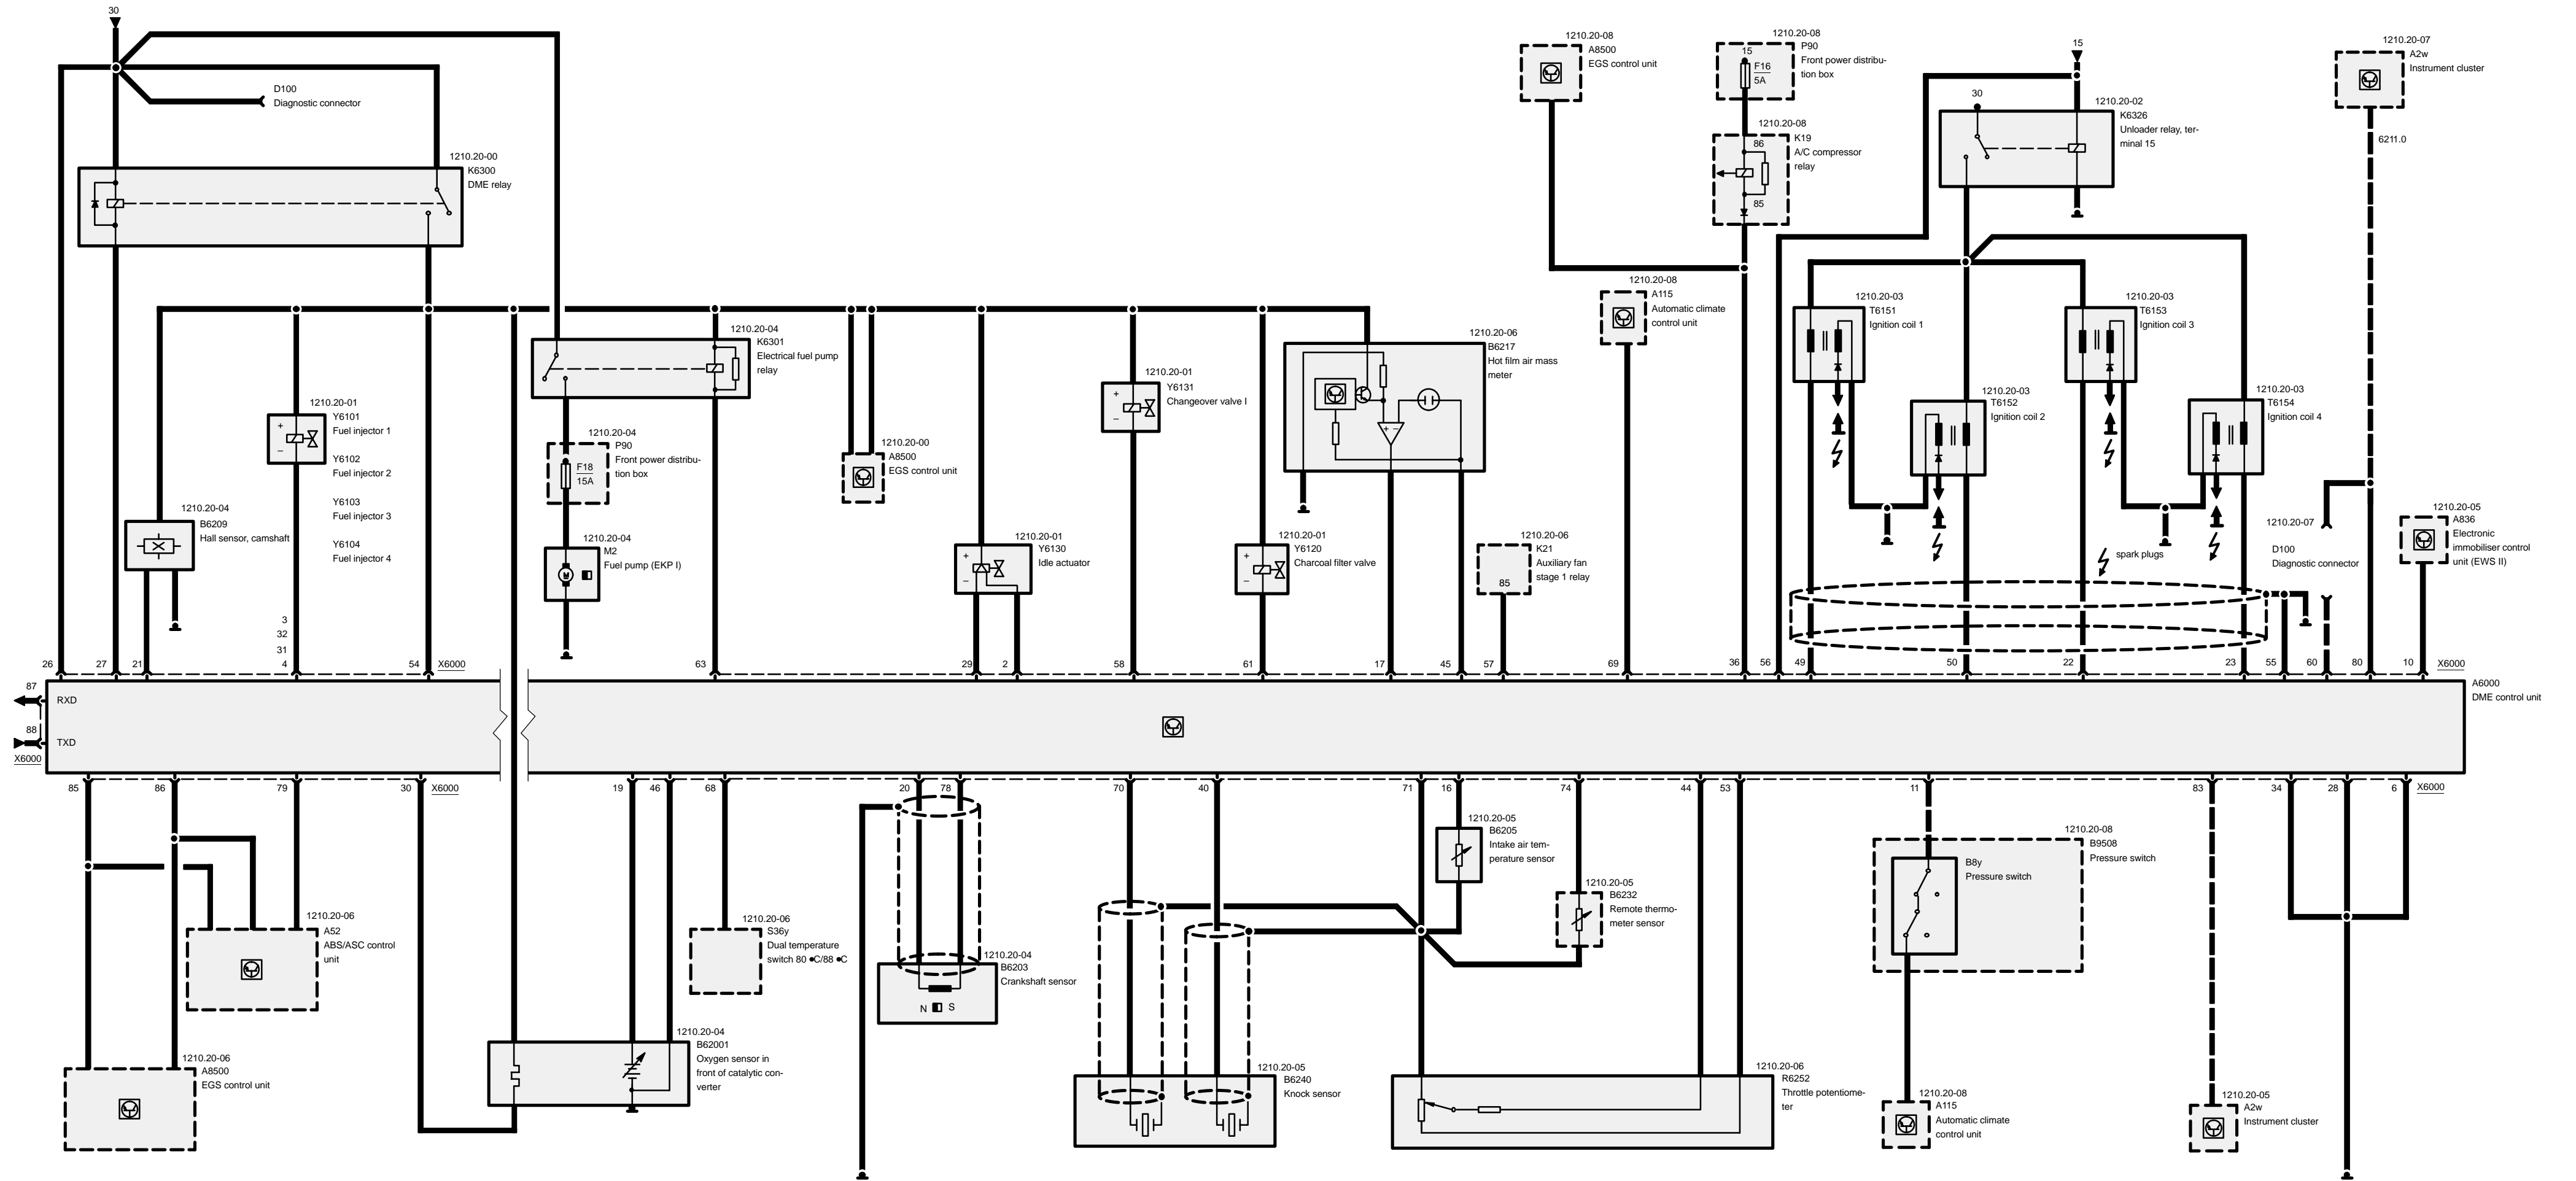 30
D100
Diagnostic connector
1210.20-00
K6300
DME relay
1210.20-01
Y6101
Fuel injector 1
Y6102
Fuel injector 2
Y6103
Fuel injector 3
Y6104
Fuel injector 4
+
–
1210.20-04
B6209
Hall sensor, camshaft
3
32
31
26
27
21
4
54
X6000
1210.20-04
K6301
Electrical fuel pump
relay
1210.20-04
P90
Front power distribu-
tion box
F18
15A
1210.20-04
M2
Fuel pump (EKP I)
M
63
1210.20-00
A8500
EGS control unit
1210.20-01
Y6130
Idle actuator
+
–
29
2
1210.20-01
Y6131
Changeover valve I
+
–
58
1210.20-01
Y6120
Charcoal filter valve
+
–
61
1210.20-06
B6217
Hot film air mass
meter
+ –
17
45
1210.20-06
K21
Auxiliary fan
stage 1 relay
85
57
1210.20-08
A8500
EGS control unit
1210.20-08
A115
Automatic climate
control unit
69
1210.20-08
P90
Front power distribu-
tion box
15
F16
5A
1210.20-08
K19
A/C compressor
relay
86
85
36
56
15
30
1210.20-02
K6326
Unloader relay, ter-
minal 15
1210.20-03
T6151
Ignition coil 1
1210.20-03
T6152
Ignition coil 2
1210.20-03
T6153
Ignition coil 3
1210.20-03
T6154
Ignition coil 4
spark plugs
49
50
22
23
55
60
80
10
X6000
1210.20-07
A2w
Instrument cluster
6211.0
1210.20-07
D100
Diagnostic connector
1210.20-05
A836
Electronic
immobiliser control
unit (EWS II)
87
RXD
88
TXD
X6000
A6000
DME control unit
85
86
79
30
X6000
19
46
68
20
78
70
40
71
16
74
44
53
11
83
34
28
6
X6000
1210.20-06
A52
ABS/ASC control
unit
1210.20-06
A8500
EGS control unit
1210.20-04
B62001
Oxygen sensor in
front of catalytic con-
verter
1210.20-06
S36y
Dual temperature
switch 80 •C/88 •C
1210.20-04
B6203
Crankshaft sensor
N
S
1210.20-05
B6240
Knock sensor
1210.20-05
B6205
Intake air tem-
perature sensor
1210.20-05
B6232
Remote thermo-
meter sensor
1210.20-06
R6252
Throttle potentiome-
ter
1210.20-08
B9508
Pressure switch
B8y
Pressure switch
1210.20-08
A115
Automatic climate
control unit
1210.20-05
A2w
Instrument cluster